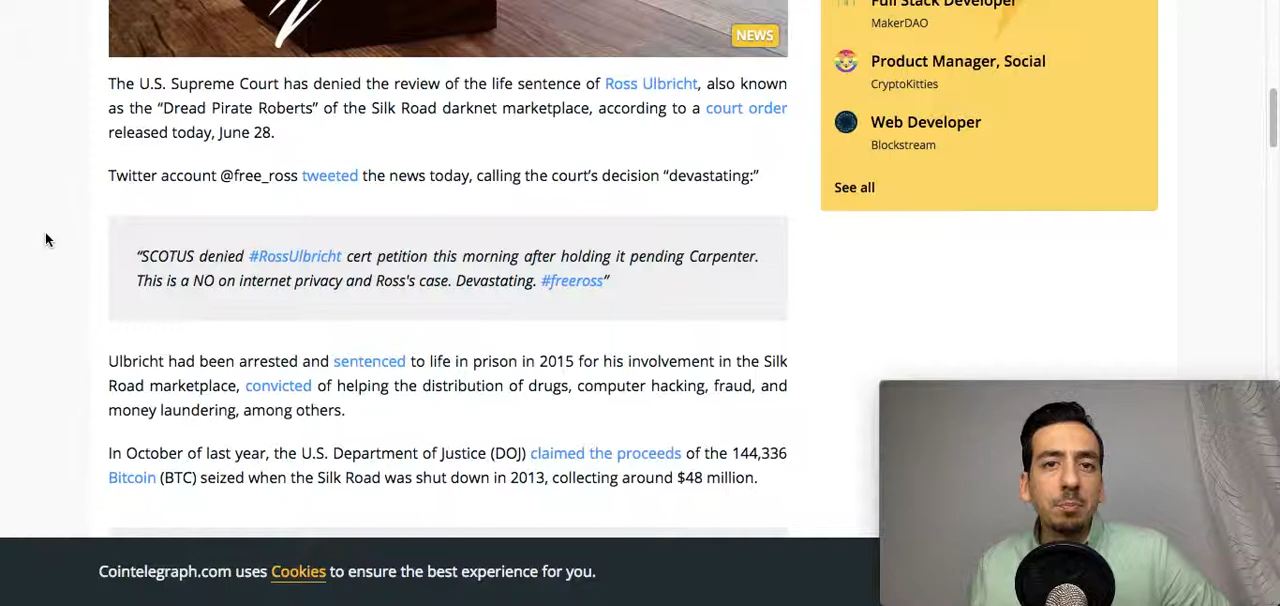 NEWS
The U.S. Supreme Court has denied the review of the life sentence of Ross Ulbricht, also known
as the “Dread Pirate Roberts” of the Silk Road darknet marketplace, according to a court order
released today, June 28.
Twitter account @free_ross tweeted the news today, calling the court’s decision “devastating:”
“SCOTUS denied #RossUlbricht cert petition this morning after holding it pending Carpenter.
This is a NO on internet privacy and Ross's case. Devastating. #freeross”
Ulbricht had been arrested and sentenced to life in prison in 2015 for his involvement in the Silk
Road marketplace, convicted of helping the distribution of drugs, computer hacking, fraud, and
money laundering, among others.
In October of last year, the U.S. Department of Justice (DOJ) claimed the proceeds of the 144,336
Bitcoin (BTC) seized when the Silk Road was shut down in 2013, collecting around $48 million.
Full Stack Developer
MakerDAO
Product Manager, Social
CryptoKitties
Web Developer
Blockstream
See all
Cointelegraph.com uses Cookies to ensure the best experience for you.